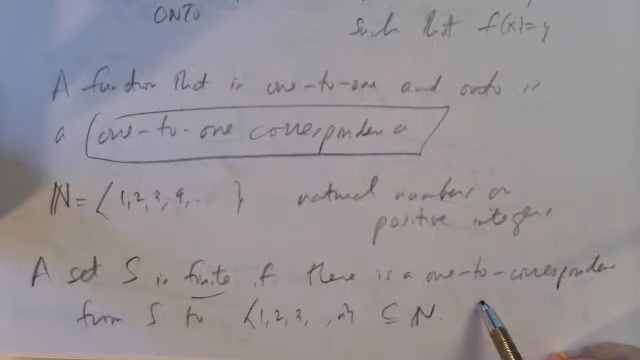 ONTO such that f(x)=y
A function that is one-to-one and onto is
a one-to-one correspondence
ℕ = {1,2,3,4,.. } natural numbers or
positive integers
A set S is finite if there is a one-to-corresponden
from S to {1,2,3, ,n} ⊆ ℕ.